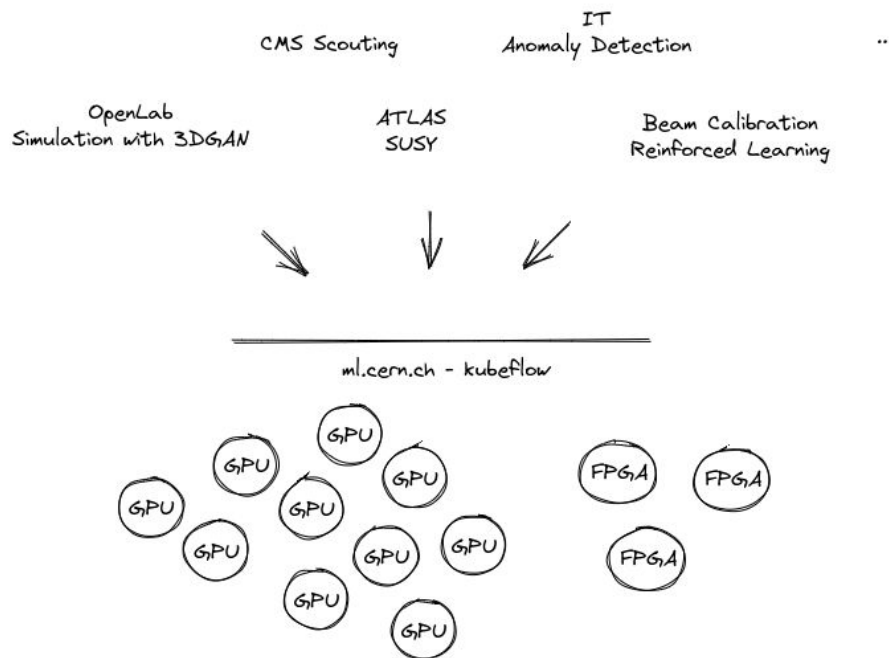 IT
CMS Scouting
Anomaly Detection
..
OpenLab
Simulation with 3DGAN
ATLAS
SUSY
Beam Calibration
Reinforced Learning
ml.cern.ch - kubeflow
GPU
GPU
GPU
GPU
GPU
GPU
GPU
GPU
GPU
GPU
FPGA
FPGA
FPGA